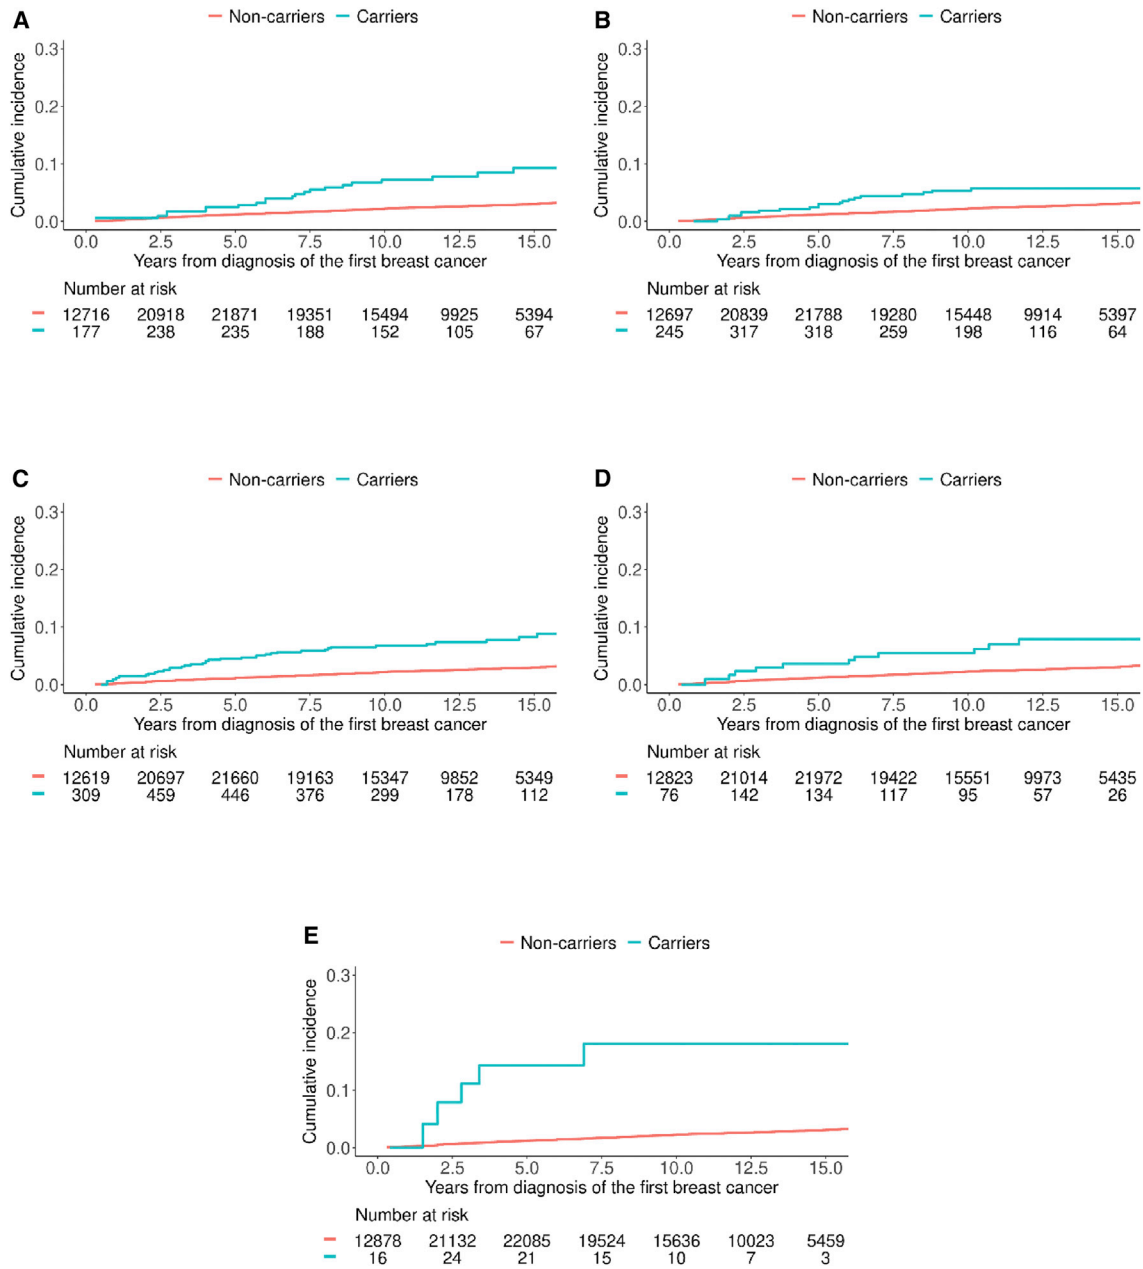 A
Non-carriers Carriers
Cumulative incidence
0.3
0.2
0.1
0.0
0.0 2.5 5.0 7.5 10.0 12.5 15.0
Years from diagnosis of the first breast cancer
Number at risk
12716 20918 21871 19351 15494 9925 5394
177 238 235 188 152 105 67
B
Non-carriers Carriers
Cumulative incidence
0.3
0.2
0.1
0.0
0.0 2.5 5.0 7.5 10.0 12.5 15.0
Years from diagnosis of the first breast cancer
Number at risk
12697 20839 21788 19280 15448 9914 5397
245 317 318 259 198 116 64
C
Non-carriers Carriers
Cumulative incidence
0.3
0.2
0.1
0.0
0.0 2.5 5.0 7.5 10.0 12.5 15.0
Years from diagnosis of the first breast cancer
Number at risk
12619 20697 21660 19163 15347 9852 5349
309 459 446 376 299 178 112
D
Non-carriers Carriers
Cumulative incidence
0.3
0.2
0.1
0.0
0.0 2.5 5.0 7.5 10.0 12.5 15.0
Years from diagnosis of the first breast cancer
Number at risk
12823 21014 21972 19422 15551 9973 5435
76 142 134 117 95 57 26
E
Non-carriers Carriers
Cumulative incidence
0.3
0.2
0.1
0.0
0.0 2.5 5.0 7.5 10.0 12.5 15.0
Years from diagnosis of the first breast cancer
Number at risk
12878 21132 22085 19524 15636 10023 5459
16 24 21 15 10 7 3